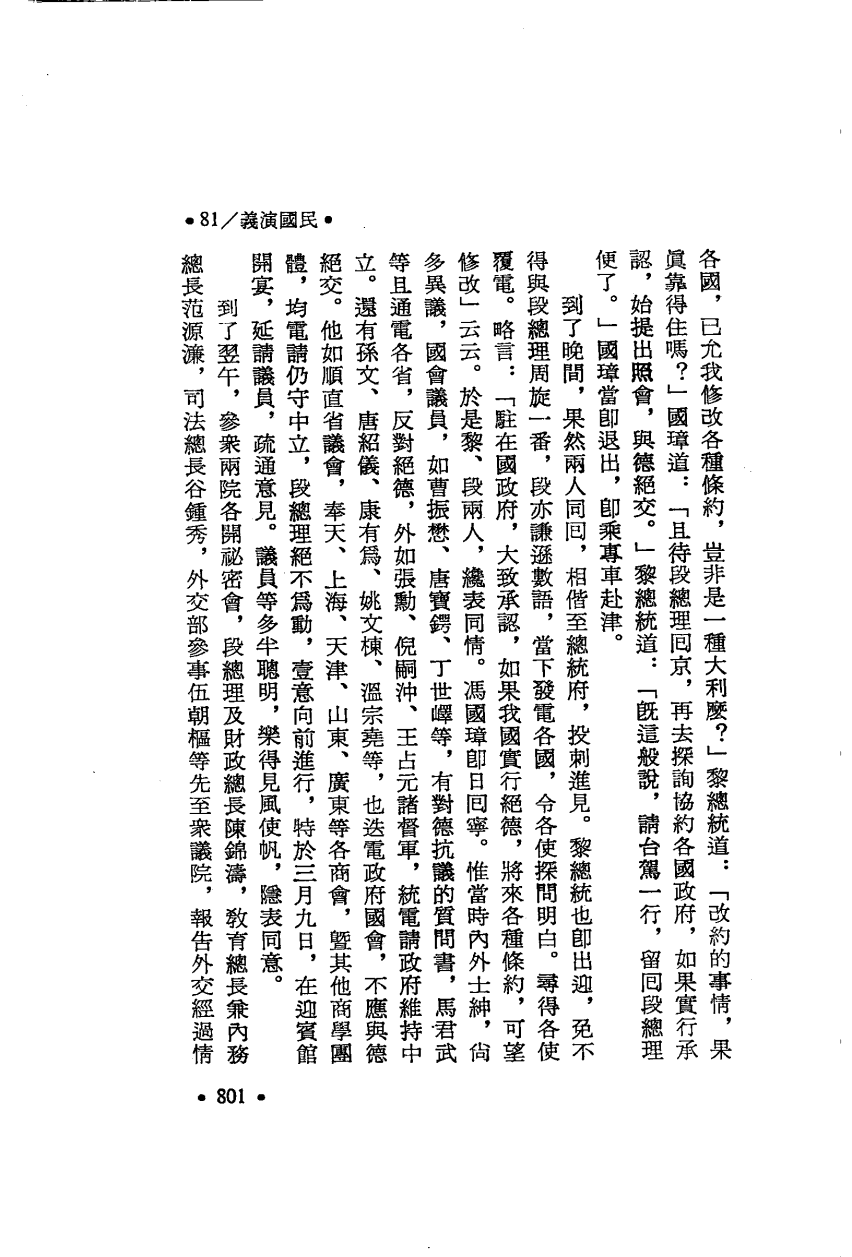 •81／義演國民•
各國，已允我修改各種條約，豈非是一種大利麼？」黎總統道：「改約的事情，果
眞靠得住嗎？」國璋道：「且待段總理囘京，再去探詢協約各國政府，如果實行承
認，始提出照會，與德絕交。」黎總統道：「旣這般說，請台駕一行，留囘段總理
便了。」國璋當卽退出，卽乘專車赴津。
到了晚間，果然兩人同囘，相偕至總統府，投刺進見。黎總統也卽出迎，免不
得與段總理周旋一番，段亦謙遜數語，當下發電各國，令各使探問明白。尋得各使
覆電。略言：「駐在國政府，大致承認，如果我國實行絕德，將來各種條約，可望
修改」云云。於是黎、段兩人，纔表同情。馮國璋卽日回寧。惟當時內外士紳，尙
多異議，國會議員，如曹振懋、唐寶鍔、丁世嶧等，有對德抗議的質問書，馬君武
等且通電各省，反對絕德，外如張勳、倪嗣沖、王占元諸督軍，統電請政府維持中
立。還有孫文、唐紹儀、康有爲、姚文棟、溫宗堯等，也迭電政府國會，不應與德
絕交。他如順直省議會，奉天、上海、天津、山東、廣東等各商會，曁其他商學團
體，均電請仍守中立，段總理絕不爲動，壹意向前進行，特於三月九日，在迎賓館
開宴，延請議員，疏通意見。議員等多半聰明，樂得見風使帆，隱表同意。
到了翌午，參衆兩院各開祕密會，段總理及財政總長陳錦濤，敎育總長兼內務
總長范源濂，司法總長谷鍾秀，外交部參事伍朝樞等先至衆議院，報告外交經過情
•801•